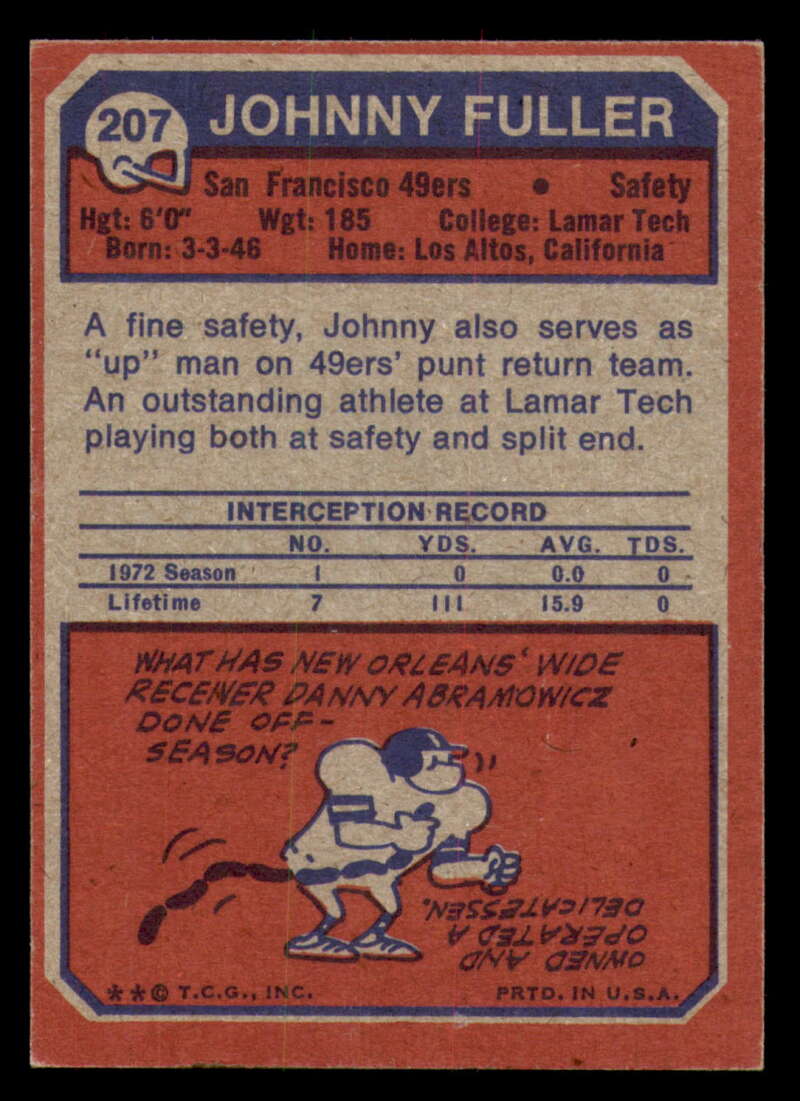 207 JOHNNY FULLER
San Francisco 49ers • Safety
Hgt: 6'0" Wgt: 185 College: Lamar Tech
Born: 3-3-46 Home: Los Altos, California
A fine safety, Johnny also serves as
"up" man on 49ers' punt return team.
An outstanding athlete at Lamar Tech
playing both at safety and split end.
INTERCEPTION RECORD
NO. YDS. AVG. TDS.
1972 Season 1 0 0.0 0
Lifetime 7 111 15.9 0
WHAT HAS NEW ORLEANS' WIDE
RECEIVER DANNY ABRAMOWICZ
DONE OFF-
SEASON?
OWNED AND
OPERATED A
DELICATESSEN.
**© T.C.G., INC. PRTD. IN U.S.A.